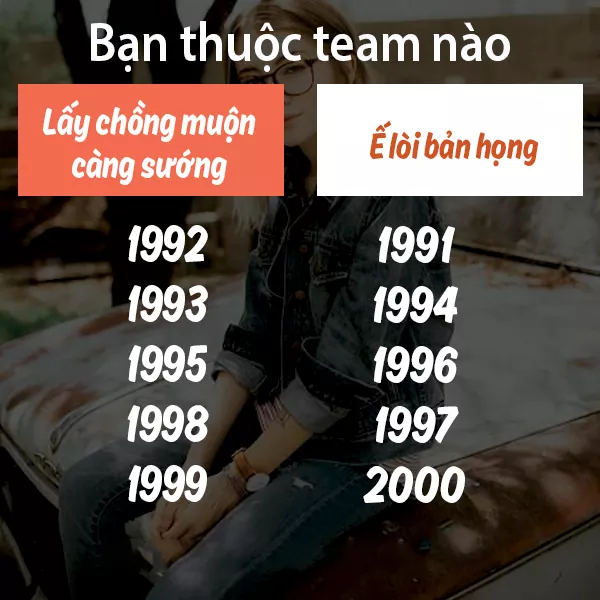 Bạn thuộc team nào
Lấy chồng muộn
càng sướng
Ế lòi bản họng
1992
1991
1993
1994
1995
1996
1998
1997
1999
2000